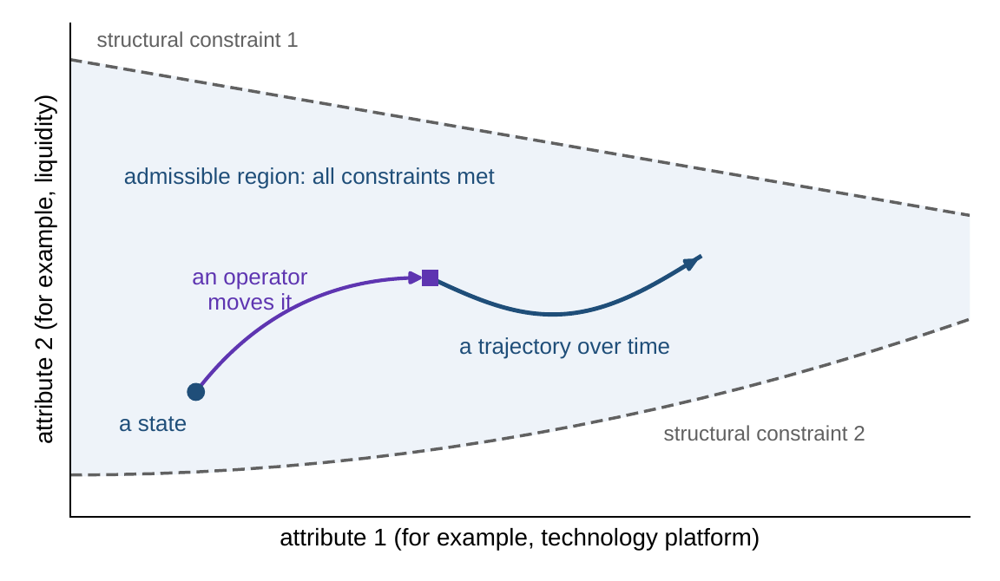 structural constraint 1
admissible region: all constraints met
an operator
moves it
a trajectory over time
a state
structural constraint 2
attribute 2 (for example, liquidity)
attribute 1 (for example, technology platform)